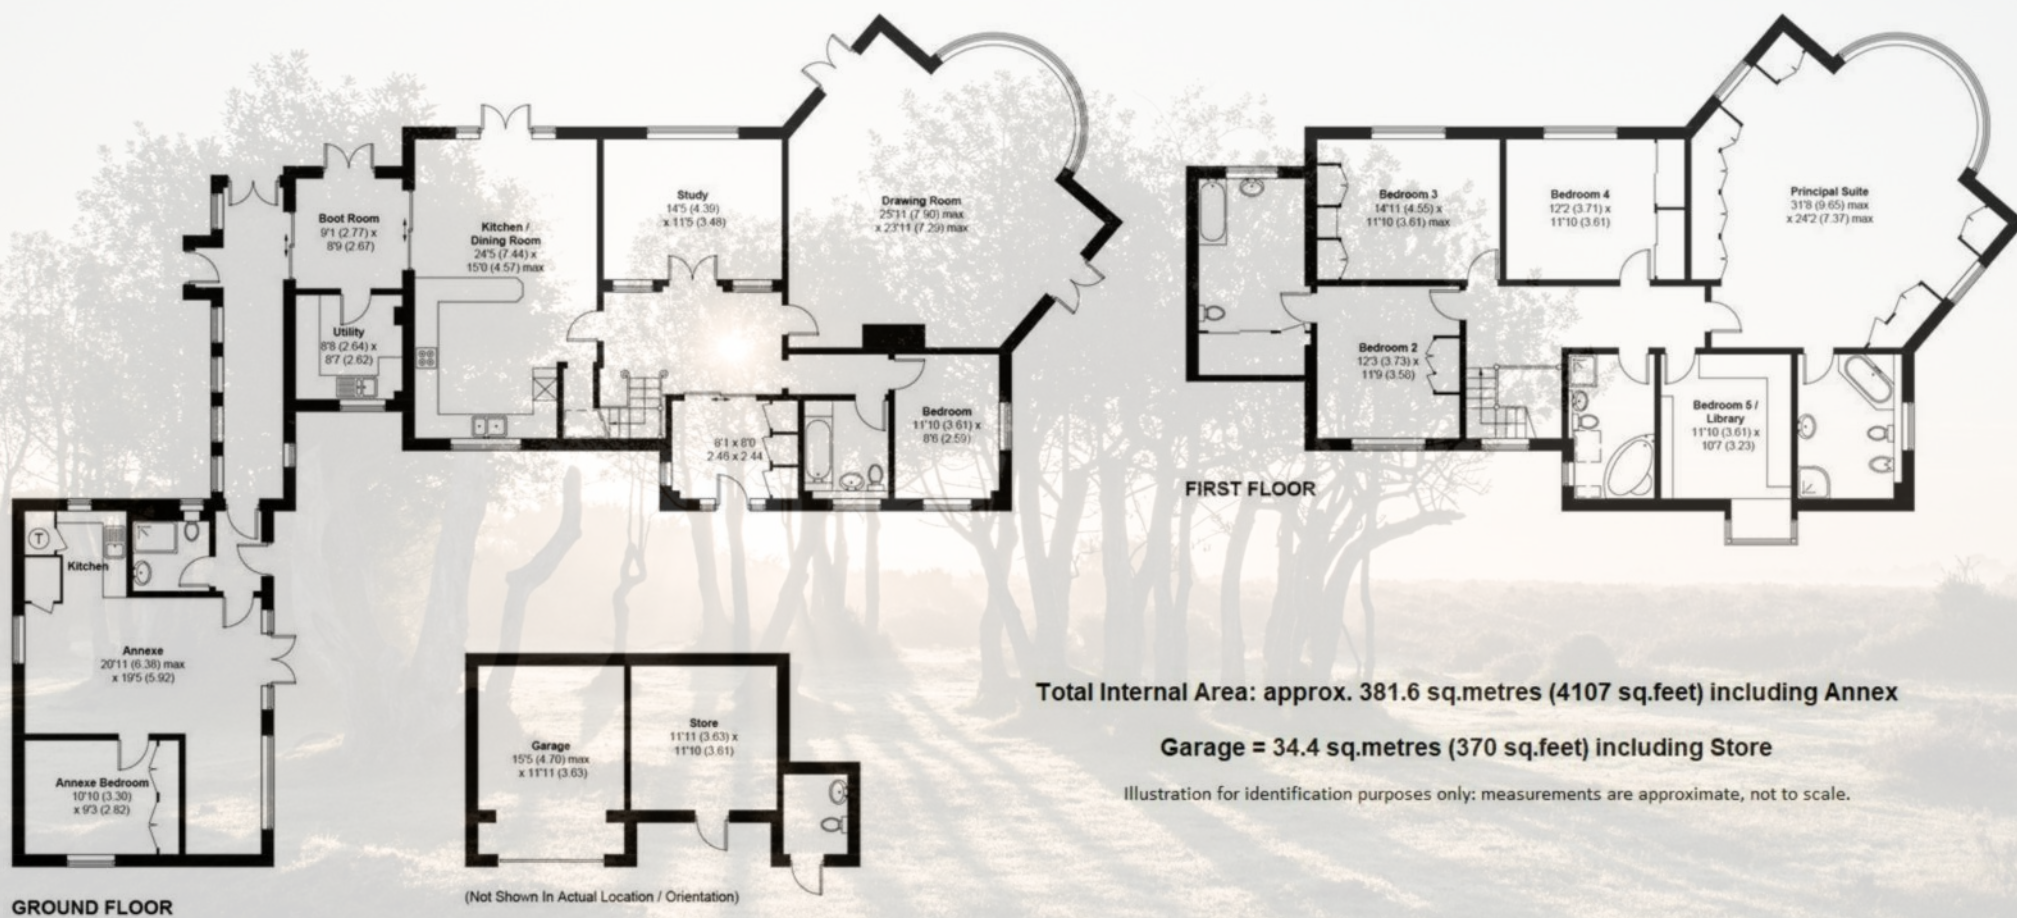 Boot Room
9'1 (2.77) x
8'9 (2.67)
Kitchen /
Dining Room
24'5 (7.44) x
15'0 (4.57) max
Study
14'5 (4.39)
x 11'5 (3.48)
Drawing Room
25'11 (7.90) max
x 23'11 (7.29) max
Utility
8'8 (2.64) x
8'7 (2.62)
8'1 x 8'0
2.46 x 2.44
Bedroom
11'10 (3.61) x
8'6 (2.59)
T
Kitchen
Annexe
20'11 (6.38) max
x 19'5 (5.92)
Annexe Bedroom
10'10 (3.30)
x 9'3 (2.82)
GROUND FLOOR
Garage
15'5 (4.70) max
x 11'11 (3.63)
Store
11'11 (3.63) x
11'10 (3.61)
(Not Shown In Actual Location / Orientation)
Bedroom 3
14'11 (4.55) x
11'10 (3.61) max
Bedroom 4
12'2 (3.71) x
11'10 (3.61)
Principal Suite
31'8 (9.65) max
x 24'2 (7.37) max
Bedroom 2
12'3 (3.73) x
11'9 (3.58)
Bedroom 5 /
Library
11'10 (3.61) x
10'7 (3.23)
FIRST FLOOR
Total Internal Area: approx. 381.6 sq.metres (4107 sq.feet) including Annex
Garage = 34.4 sq.metres (370 sq.feet) including Store
Illustration for identification purposes only: measurements are approximate, not to scale.